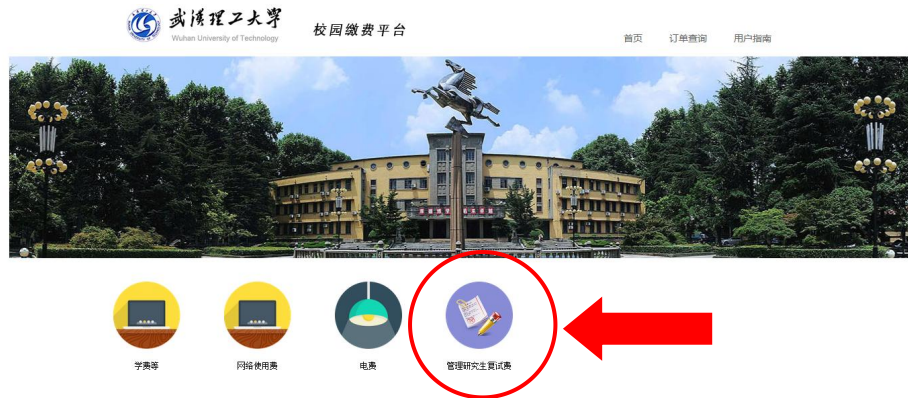 武汉理工大学
Wuhan University of Technology
校园缴费平台
首页 订单查询 用户指南
学费等 网络使用费 电费 管理研究生复试费